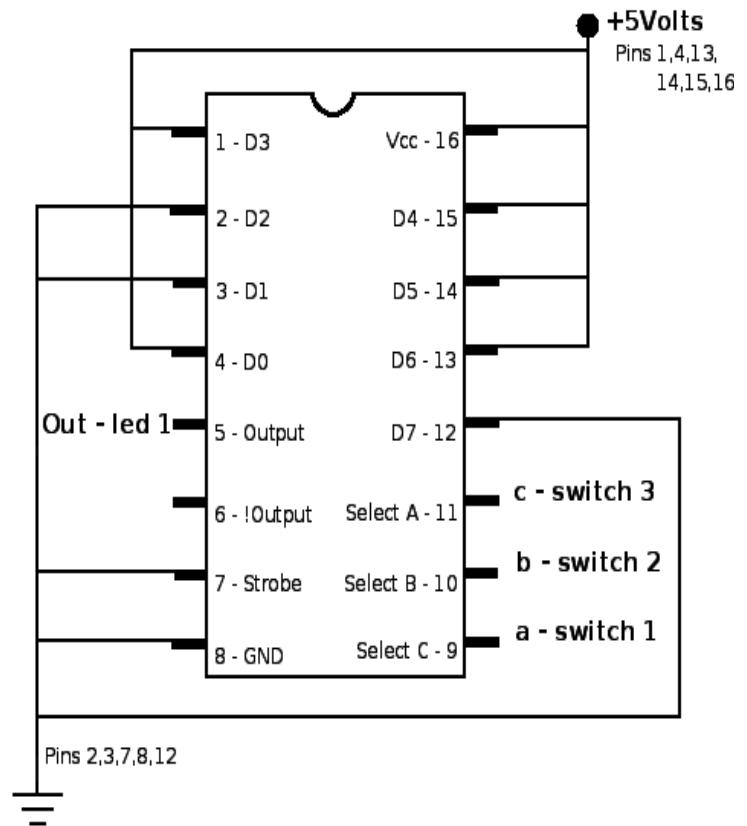 +5Volts
Pins 1,4,13,
14,15,16
1 - D3
Vcc - 16
2 - D2
D4 - 15
3 - D1
D5 - 14
4 - D0
D6 - 13
Out - led 1
5 - Output
D7 - 12
6 - !Output
Select A - 11
c - switch 3
7 - Strobe
Select B - 10
b - switch 2
8 - GND
Select C - 9
a - switch 1
Pins 2,3,7,8,12